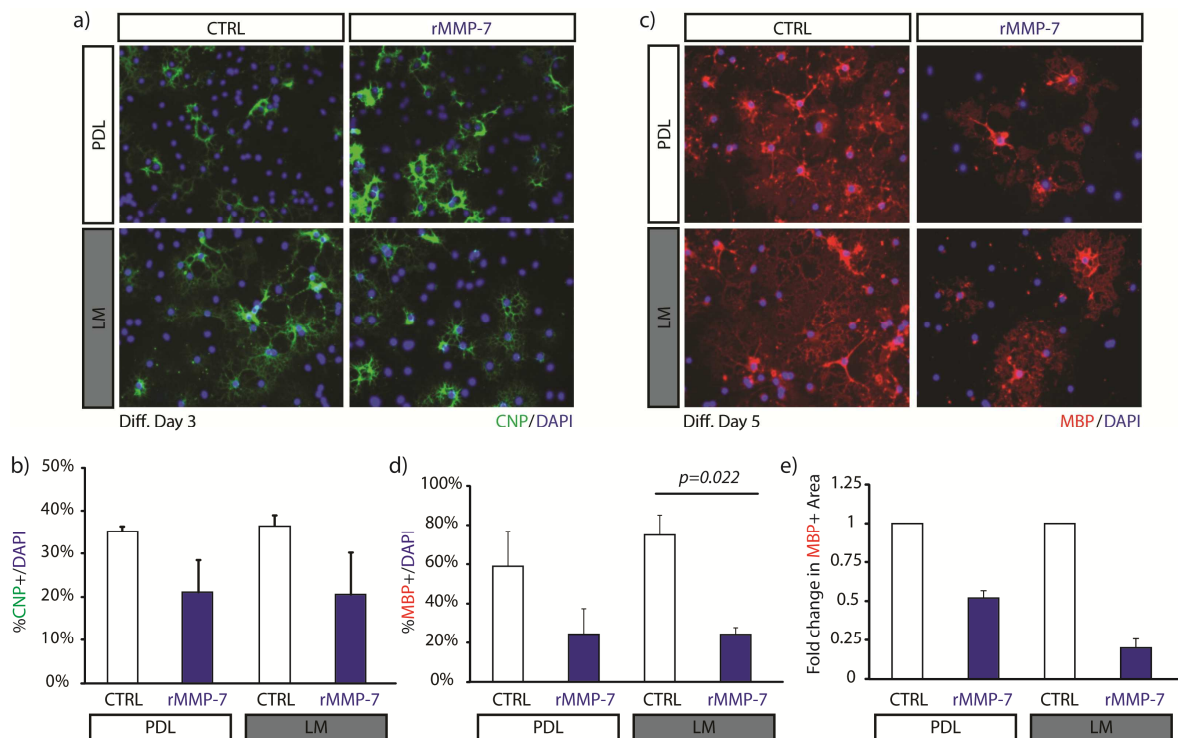 a)
CTRL
rMMP-7
PDL
LM
Diff. Day 3
CNP/DAPI
c)
CTRL
rMMP-7
PDL
LM
Diff. Day 5
MBP/DAPI
b)
%CNP+/DAPI
50%
40%
30%
20%
10%
0%
CTRL
rMMP-7
CTRL
rMMP-7
PDL
LM
d)
%MBP+/DAPI
100%
80%
60%
40%
20%
0%
p=0.022
CTRL
rMMP-7
CTRL
rMMP-7
PDL
LM
e)
Fold change in MBP+ Area
1.25
1
0.75
0.5
0.25
0
CTRL
rMMP-7
CTRL
rMMP-7
PDL
LM